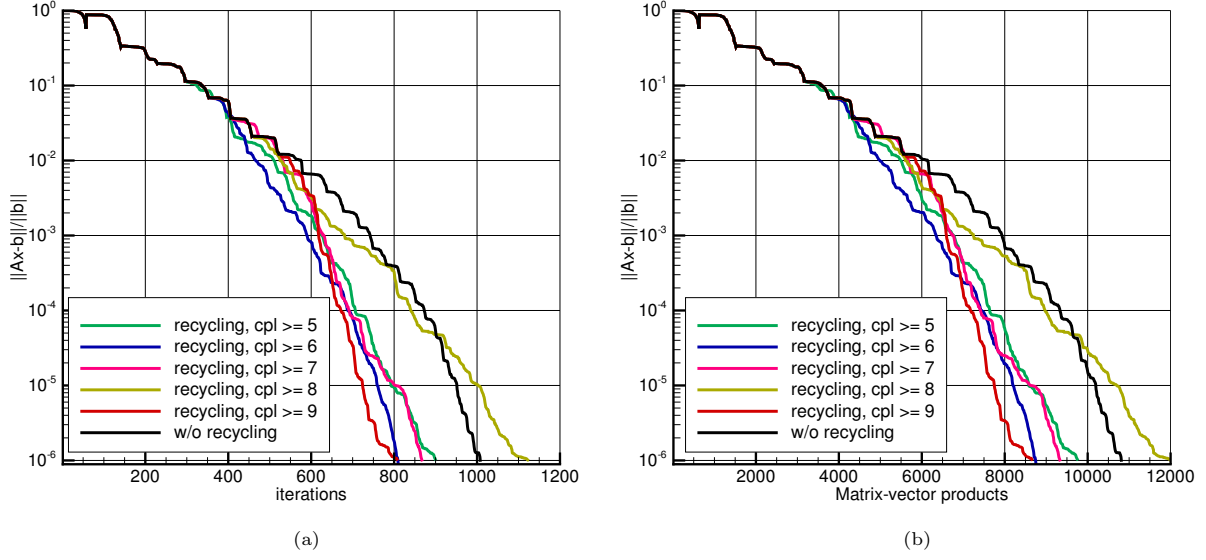 10^0
10^-1
10^-2
10^-3
10^-4
10^-5
10^-6
||Ax-b||/||b||
recycling, cpl >= 5
recycling, cpl >= 6
recycling, cpl >= 7
recycling, cpl >= 8
recycling, cpl >= 9
w/o recycling
200 400 600 800 1000 1200
iterations
(a)
10^0
10^-1
10^-2
10^-3
10^-4
10^-5
10^-6
||Ax-b||/||b||
recycling, cpl >= 5
recycling, cpl >= 6
recycling, cpl >= 7
recycling, cpl >= 8
recycling, cpl >= 9
w/o recycling
2000 4000 6000 8000 10000 12000
Matrix-vector products
(b)